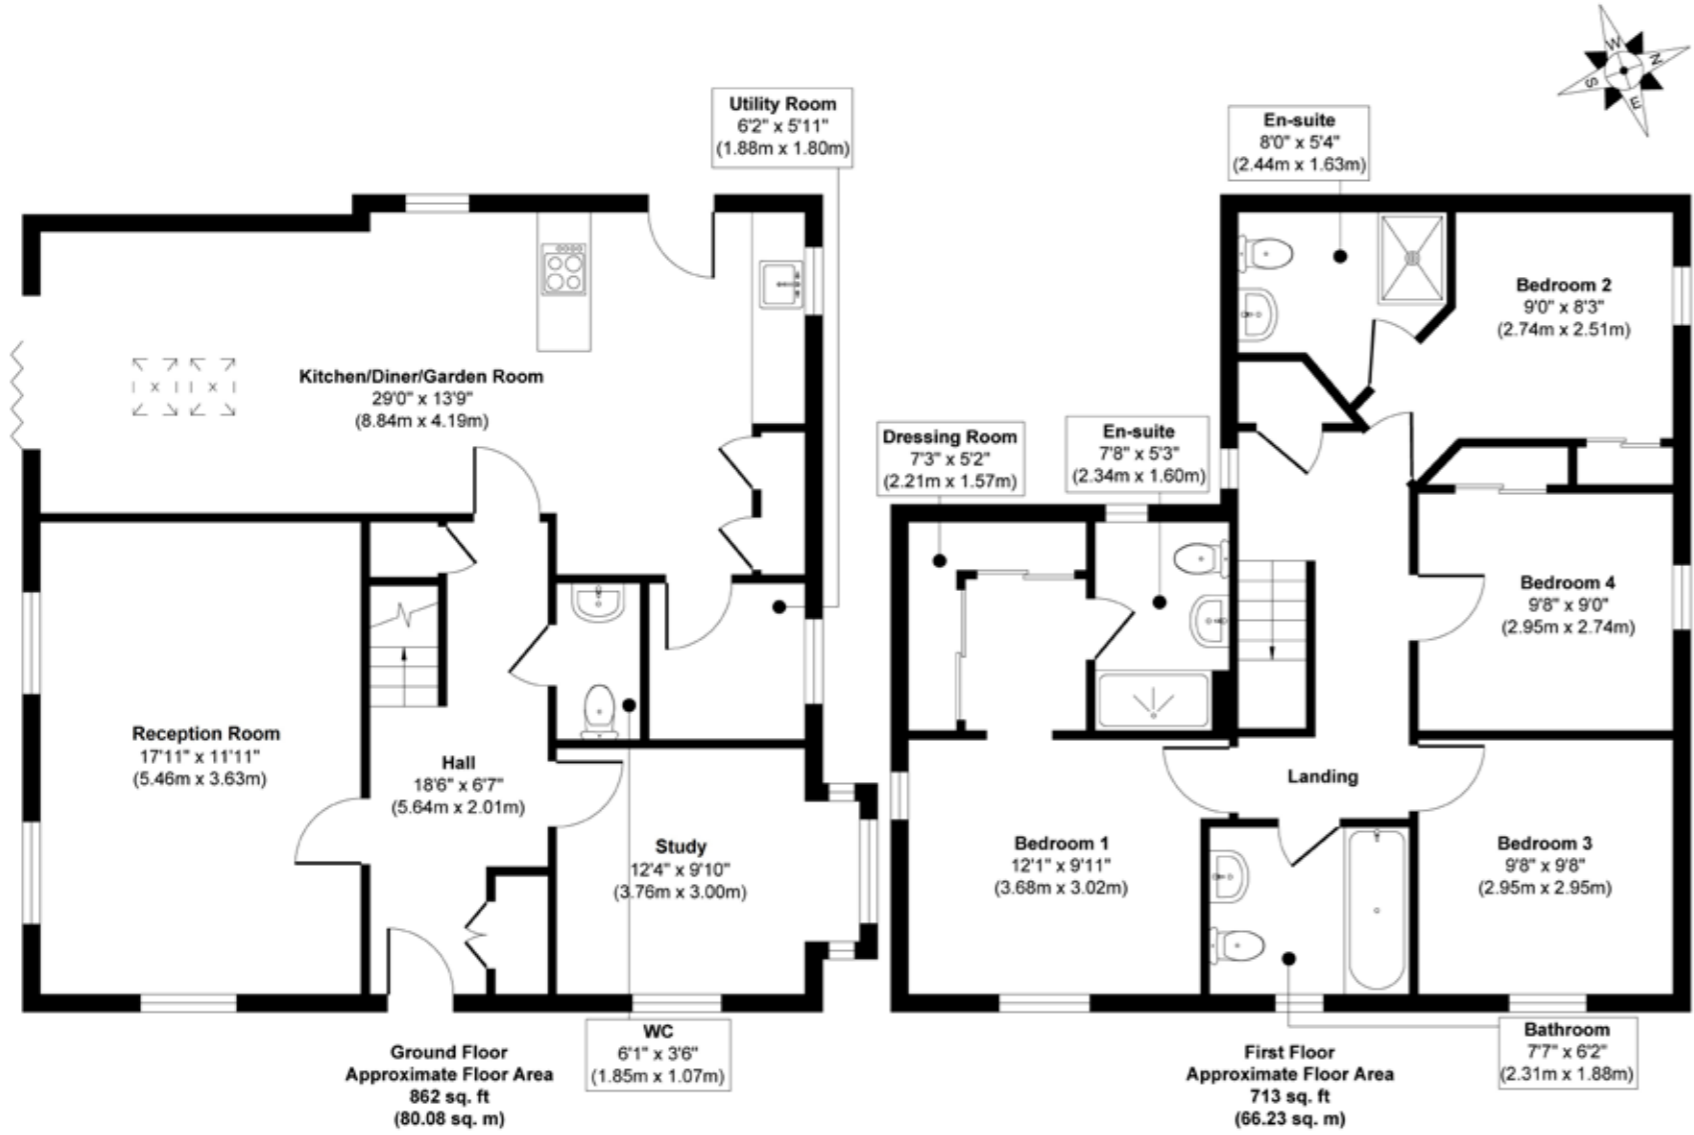 W
N
S
E
Utility Room
6'2" x 5'11"
(1.88m x 1.80m)
En-suite
8'0" x 5'4"
(2.44m x 1.63m)
Bedroom 2
9'0" x 8'3"
(2.74m x 2.51m)
Kitchen/Diner/Garden Room
29'0" x 13'9"
(8.84m x 4.19m)
Dressing Room
7'3" x 5'2"
(2.21m x 1.57m)
En-suite
7'8" x 5'3"
(2.34m x 1.60m)
Bedroom 4
9'8" x 9'0"
(2.95m x 2.74m)
Reception Room
17'11" x 11'11"
(5.46m x 3.63m)
Hall
18'6" x 6'7"
(5.64m x 2.01m)
Landing
Study
12'4" x 9'10"
(3.76m x 3.00m)
Bedroom 1
12'1" x 9'11"
(3.68m x 3.02m)
Bedroom 3
9'8" x 9'8"
(2.95m x 2.95m)
WC
6'1" x 3'6"
(1.85m x 1.07m)
Bathroom
7'7" x 6'2"
(2.31m x 1.88m)
Ground Floor
Approximate Floor Area
862 sq. ft
(80.08 sq. m)
First Floor
Approximate Floor Area
713 sq. ft
(66.23 sq. m)